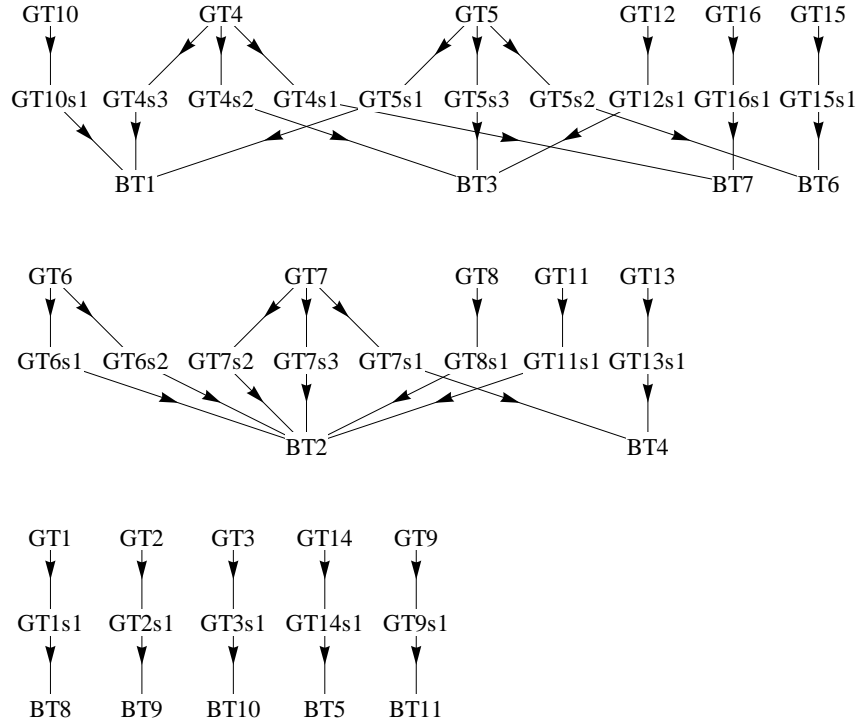 GT10 GT4 GT5 GT12 GT16 GT15
GT10s1 GT4s3 GT4s2 GT4s1 GT5s1 GT5s3 GT5s2 GT12s1 GT16s1 GT15s1
BT1 BT3 BT7 BT6
GT6 GT7 GT8 GT11 GT13
GT6s1 GT6s2 GT7s2 GT7s3 GT7s1 GT8s1 GT11s1 GT13s1
BT2 BT4
GT1 GT2 GT3 GT14 GT9
GT1s1 GT2s1 GT3s1 GT14s1 GT9s1
BT8 BT9 BT10 BT5 BT11